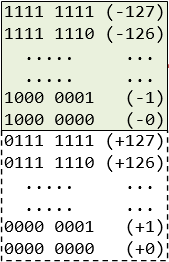 1111 1111 (-127)
1111 1110 (-126)
..... ...
..... ...
1000 0001 (-1)
1000 0000 (-0)
0111 1111 (+127)
0111 1110 (+126)
..... ...
..... ...
0000 0001 (+1)
0000 0000 (+0)